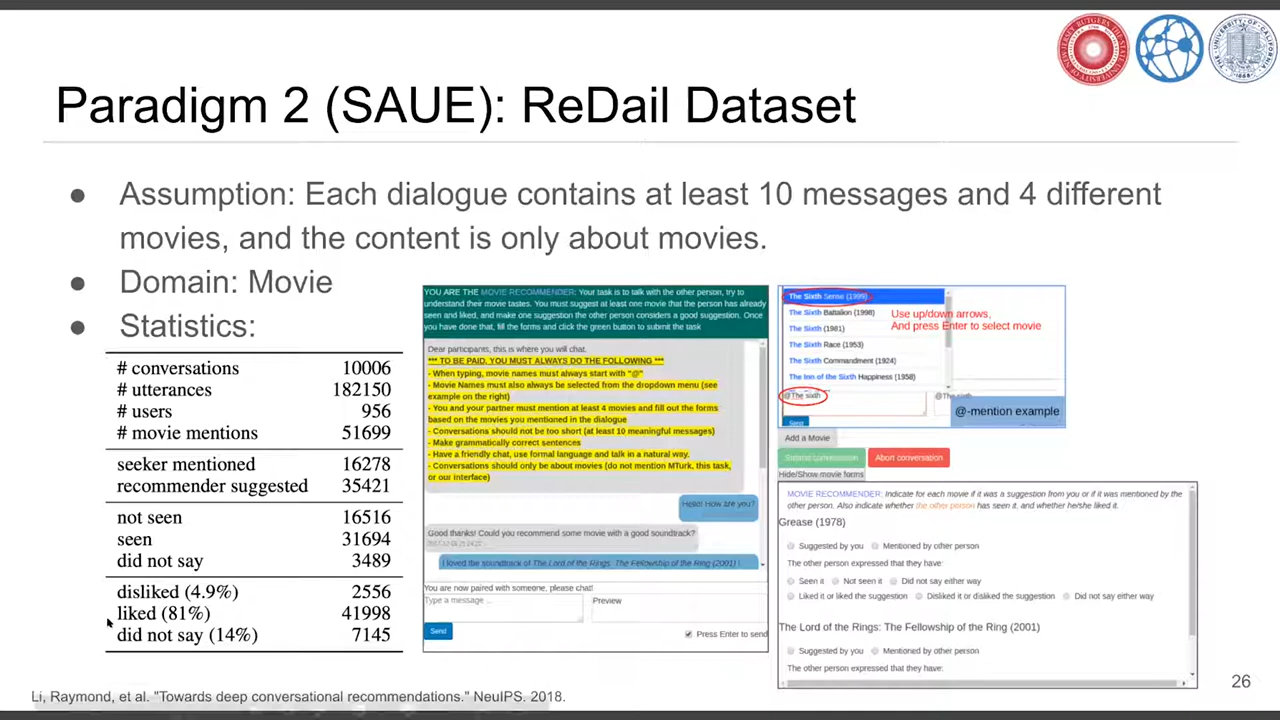 Paradigm 2 (SAUE): ReDail Dataset
● Assumption: Each dialogue contains at least 10 messages and 4 different
movies, and the content is only about movies.
● Domain: Movie
● Statistics:
# conversations 10006
# utterances 182150
# users 956
# movie mentions 51699
seeker mentioned 16278
recommender suggested 35421
not seen 16516
seen 31694
did not say 3489
disliked (4.9%) 2556
liked (81%) 41998
did not say (14%) 7145
YOU ARE THE MOVIE RECOMMENDER: Your task is to talk with the other person, try to
understand their movie tastes. You must suggest at least one movie that the person has already
seen and liked, and make one suggestion the other person considers a good suggestion. Once
you have done that, fill the forms and click the green button to submit the task
Dear participants, this is where you will chat.
*** TO BE PAID, YOU MUST ALWAYS DO THE FOLLOWING ***
- When typing, movie names must always start with "@"
- Movie Names must also always be selected from the dropdown menu (see
example on the right)
- You and your partner must mention at least 4 movies and fill out the forms
based on the movies you mentioned in the dialogue
- Conversations should not be too short (at least 10 meaningful messages)
- Make grammatically correct sentences
- Have a friendly chat, use formal language and talk in a natural way.
- Conversations should only be about movies (do not mention MTurk, this task,
or our interface)
Hello! How are you?
Good thanks! Could you recommend some movie with a good soundtrack?
I loved the soundtrack of The Lord of the Rings: The Fellowship of the Ring (2001) !
You are now paired with someone, please chat!
Type a message ...
Preview
Send
Press Enter to send
The Sixth Sense (1999)
The Sixth Battalion (1998)
The Sixth (1981)
The Sixth Race (1953)
The Sixth Commandment (1924)
The Inn of the Sixth Happiness (1958)
Use up/down arrows,
And press Enter to select movie
@The sixth
@The sixth
Send
@-mention example
Add a Movie
Submit conversation
Abort conversation
Hide/Show movie forms
MOVIE RECOMMENDER: Indicate for each movie if it was a suggestion from you or if it was mentioned by the
other person. Also indicate whether the other person has seen it, and whether he/she liked it.
Grease (1978)
Suggested by you Mentioned by other person
The other person expressed that they have:
Seen it Not seen it Did not say either way
Liked it or liked the suggestion Disliked it or disliked the suggestion Did not say either way
The Lord of the Rings: The Fellowship of the Ring (2001)
Suggested by you Mentioned by other person
The other person expressed that they have:
Li, Raymond, et al. "Towards deep conversational recommendations." NeuIPS. 2018.
26